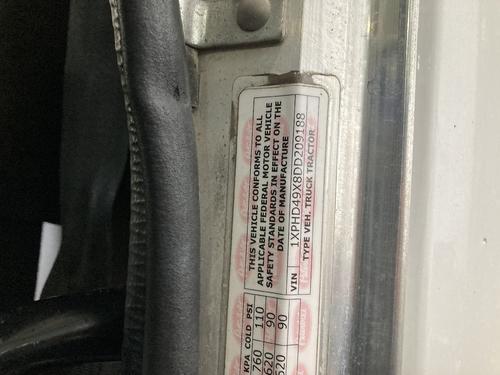 THIS VEHICLE CONFORMS TO ALL
APPLICABLE FEDERAL MOTOR VEHICLE
SAFETY STANDARDS IN EFFECT ON THE
DATE OF MANUFACTURE
VIN 1XPHD49X8DD209188
TYPE VEH. TRUCK TRACTOR
KPA COLD PSI
760 110
620 90
620 90